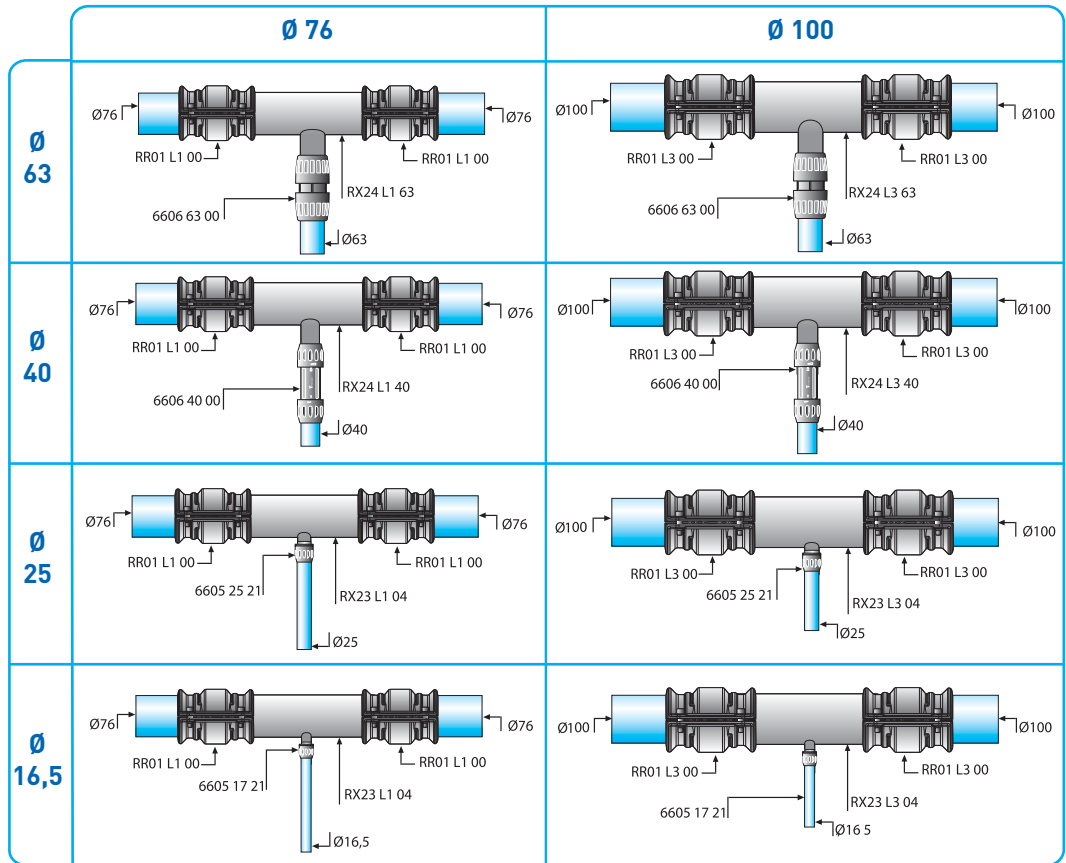 Ø 76
Ø 100
Ø
63
Ø76
Ø76
RR01 L1 00
RR01 L1 00
RX24 L1 63
6606 63 00
Ø63
Ø100
Ø100
RR01 L3 00
RR01 L3 00
RX24 L3 63
6606 63 00
Ø63
Ø
40
Ø76
Ø76
RR01 L1 00
RR01 L1 00
RX24 L1 40
6606 40 00
Ø40
Ø100
Ø100
RR01 L3 00
RR01 L3 00
RX24 L3 40
6606 40 00
Ø40
Ø
25
Ø76
Ø76
RR01 L1 00
RR01 L1 00
6605 25 21
RX23 L1 04
Ø25
Ø100
Ø100
RR01 L3 00
RR01 L3 00
6605 25 21
RX23 L3 04
Ø25
Ø
16,5
Ø76
Ø76
RR01 L1 00
RR01 L1 00
6605 17 21
RX23 L1 04
Ø16,5
Ø100
Ø100
RR01 L3 00
RR01 L3 00
6605 17 21
RX23 L3 04
Ø16 5